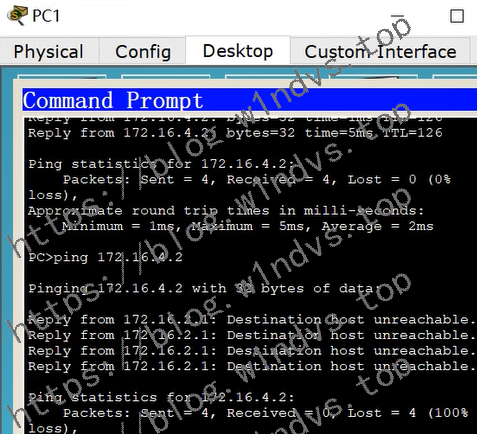 PC1
Physical Config Desktop Custom Interface
Command Prompt
Reply from 172.16.4.2: bytes=32 time=1ms TTL=126
Reply from 172.16.4.2: bytes=32 time=5ms TTL=126
Ping statistics for 172.16.4.2:
Packets: Sent = 4, Received = 4, Lost = 0 (0%
loss),
Approximate round trip times in milli-seconds:
Minimum = 1ms, Maximum = 5ms, Average = 2ms
PC>ping 172.16.4.2
Pinging 172.16.4.2 with 32 bytes of data:
Reply from 172.16.2.1: Destination host unreachable.
Reply from 172.16.2.1: Destination host unreachable.
Reply from 172.16.2.1: Destination host unreachable.
Reply from 172.16.2.1: Destination host unreachable.
Ping statistics for 172.16.4.2:
Packets: Sent = 4, Received = 0, Lost = 4 (100%
loss),
https://blog.w1ndvs.top
https://blog.w1ndvs.top
https://blog.w1ndvs.top